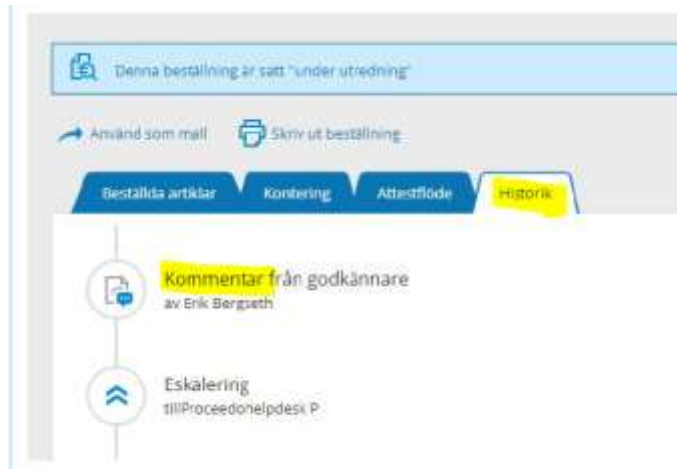 Denna beställning är satt "under utredning"
Använd som mall Skriv ut beställning
Beställda artiklar Kontering Attestflöde Historik
Kommentar från godkännare
av Erik Bergseth
Eskalering
tillProceedohelpdesk P